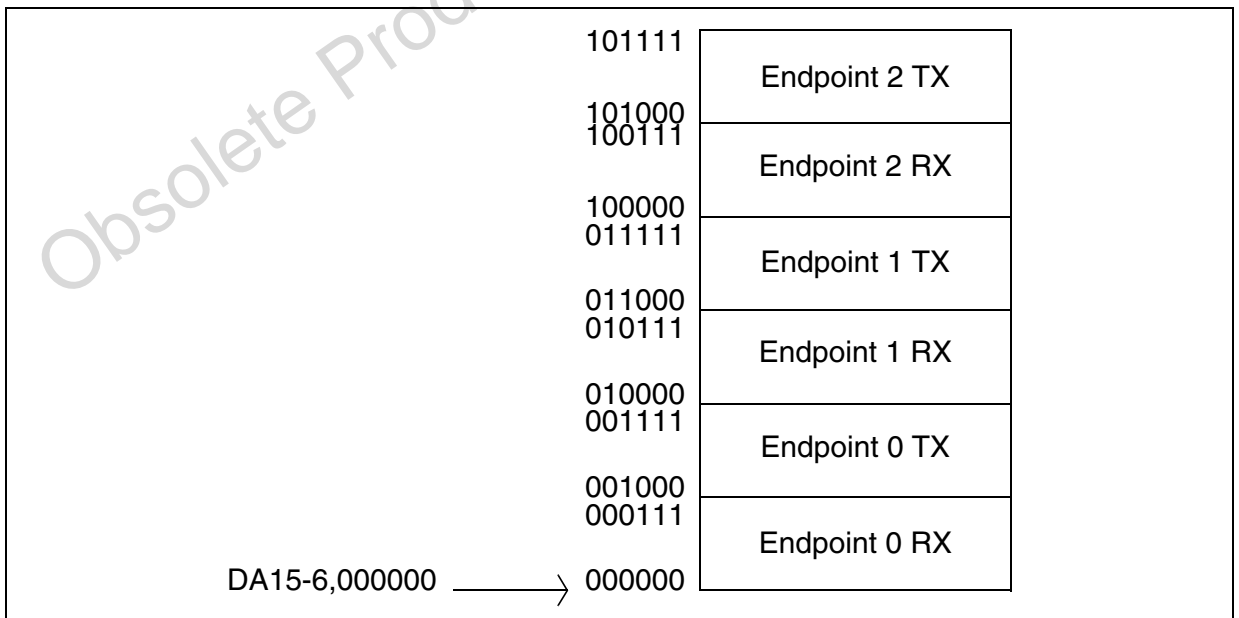 Obsolete Prod
101111
Endpoint 2 TX
101000
100111
Endpoint 2 RX
100000
011111
Endpoint 1 TX
011000
010111
Endpoint 1 RX
010000
001111
Endpoint 0 TX
001000
000111
Endpoint 0 RX
DA15-6,000000
000000